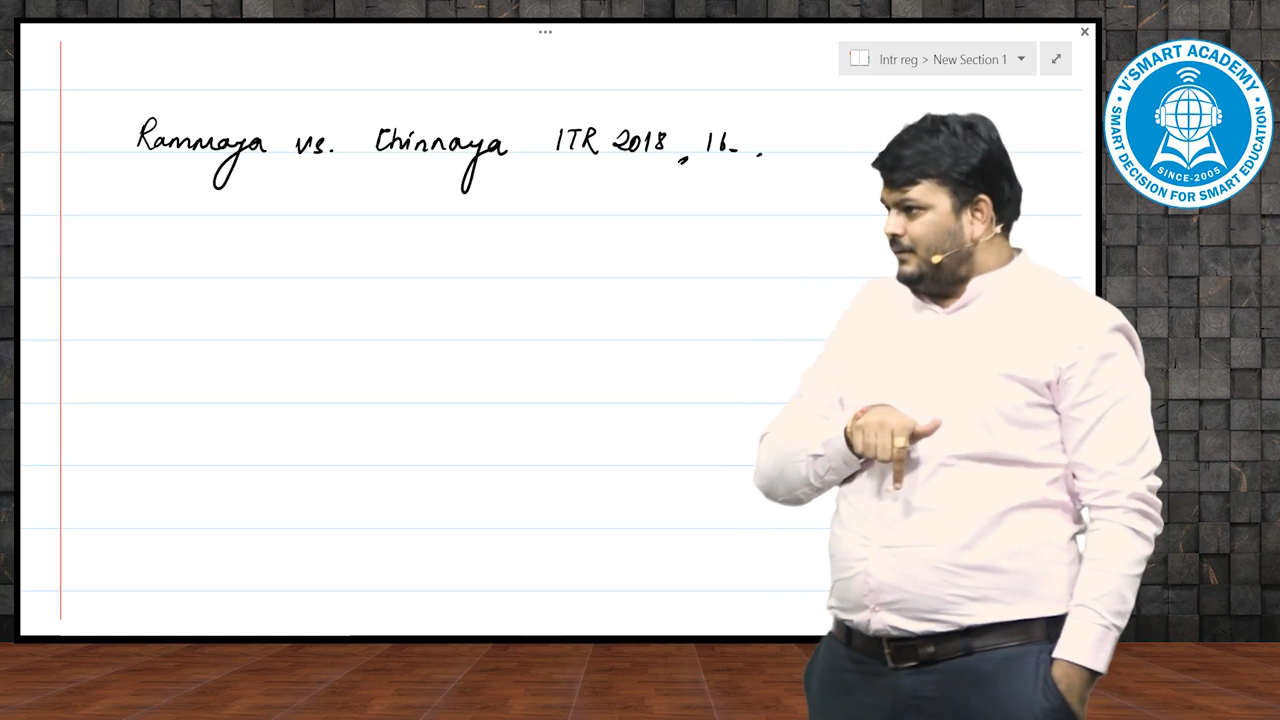 Intr reg > New Section 1
Ramnaya vs. Chinnaya ITR 2018, 16- .
V'SMART ACADEMY
SINCE-2005
SMART DECISION FOR SMART EDUCATION